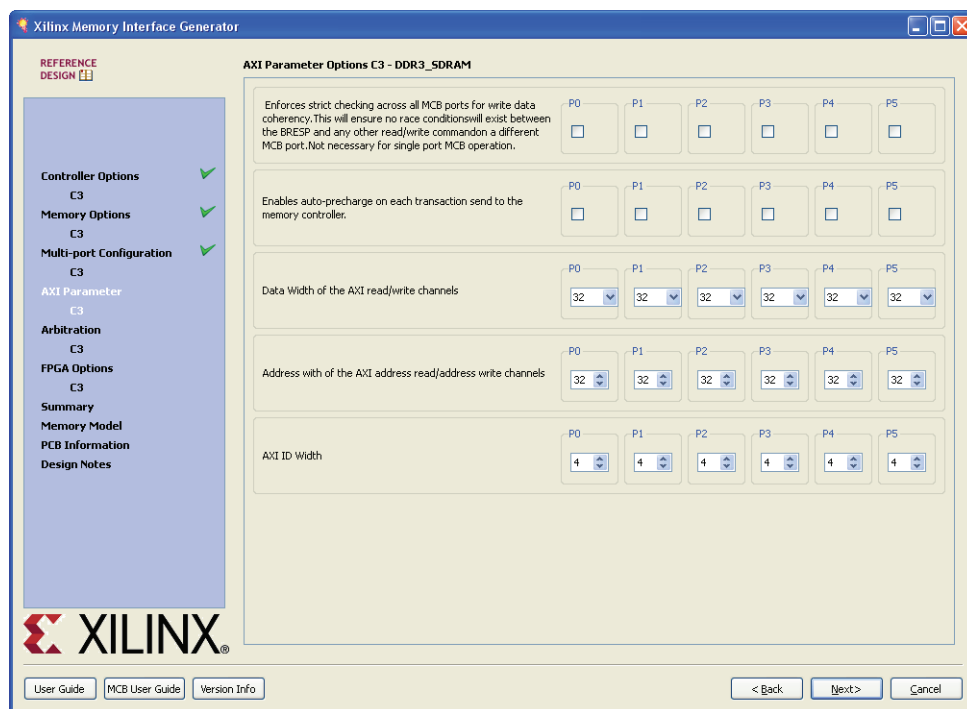 Xilinx Memory Interface Generator
REFERENCE
DESIGN
Controller Options
C3
Memory Options
C3
Multi-port Configuration
C3
AXI Parameter
C3
Arbitration
C3
FPGA Options
C3
Summary
Memory Model
PCB Information
Design Notes
XILINX®
AXI Parameter Options C3 - DDR3_SDRAM
Enforces strict checking across all MCB ports for write data
coherency.This will ensure no race conditionswill exist between
the BRESP and any other read/write commandon a different
MCB port.Not necessary for single port MCB operation.
P0 P1 P2 P3 P4 P5
Enables auto-precharge on each transaction send to the
memory controller.
P0 P1 P2 P3 P4 P5
Data Width of the AXI read/write channels
P0 P1 P2 P3 P4 P5
32 32 32 32 32 32
Address with of the AXI address read/address write channels
P0 P1 P2 P3 P4 P5
32 32 32 32 32 32
AXI ID Width
P0 P1 P2 P3 P4 P5
4 4 4 4 4 4
User Guide MCB User Guide Version Info < Back Next> Cancel